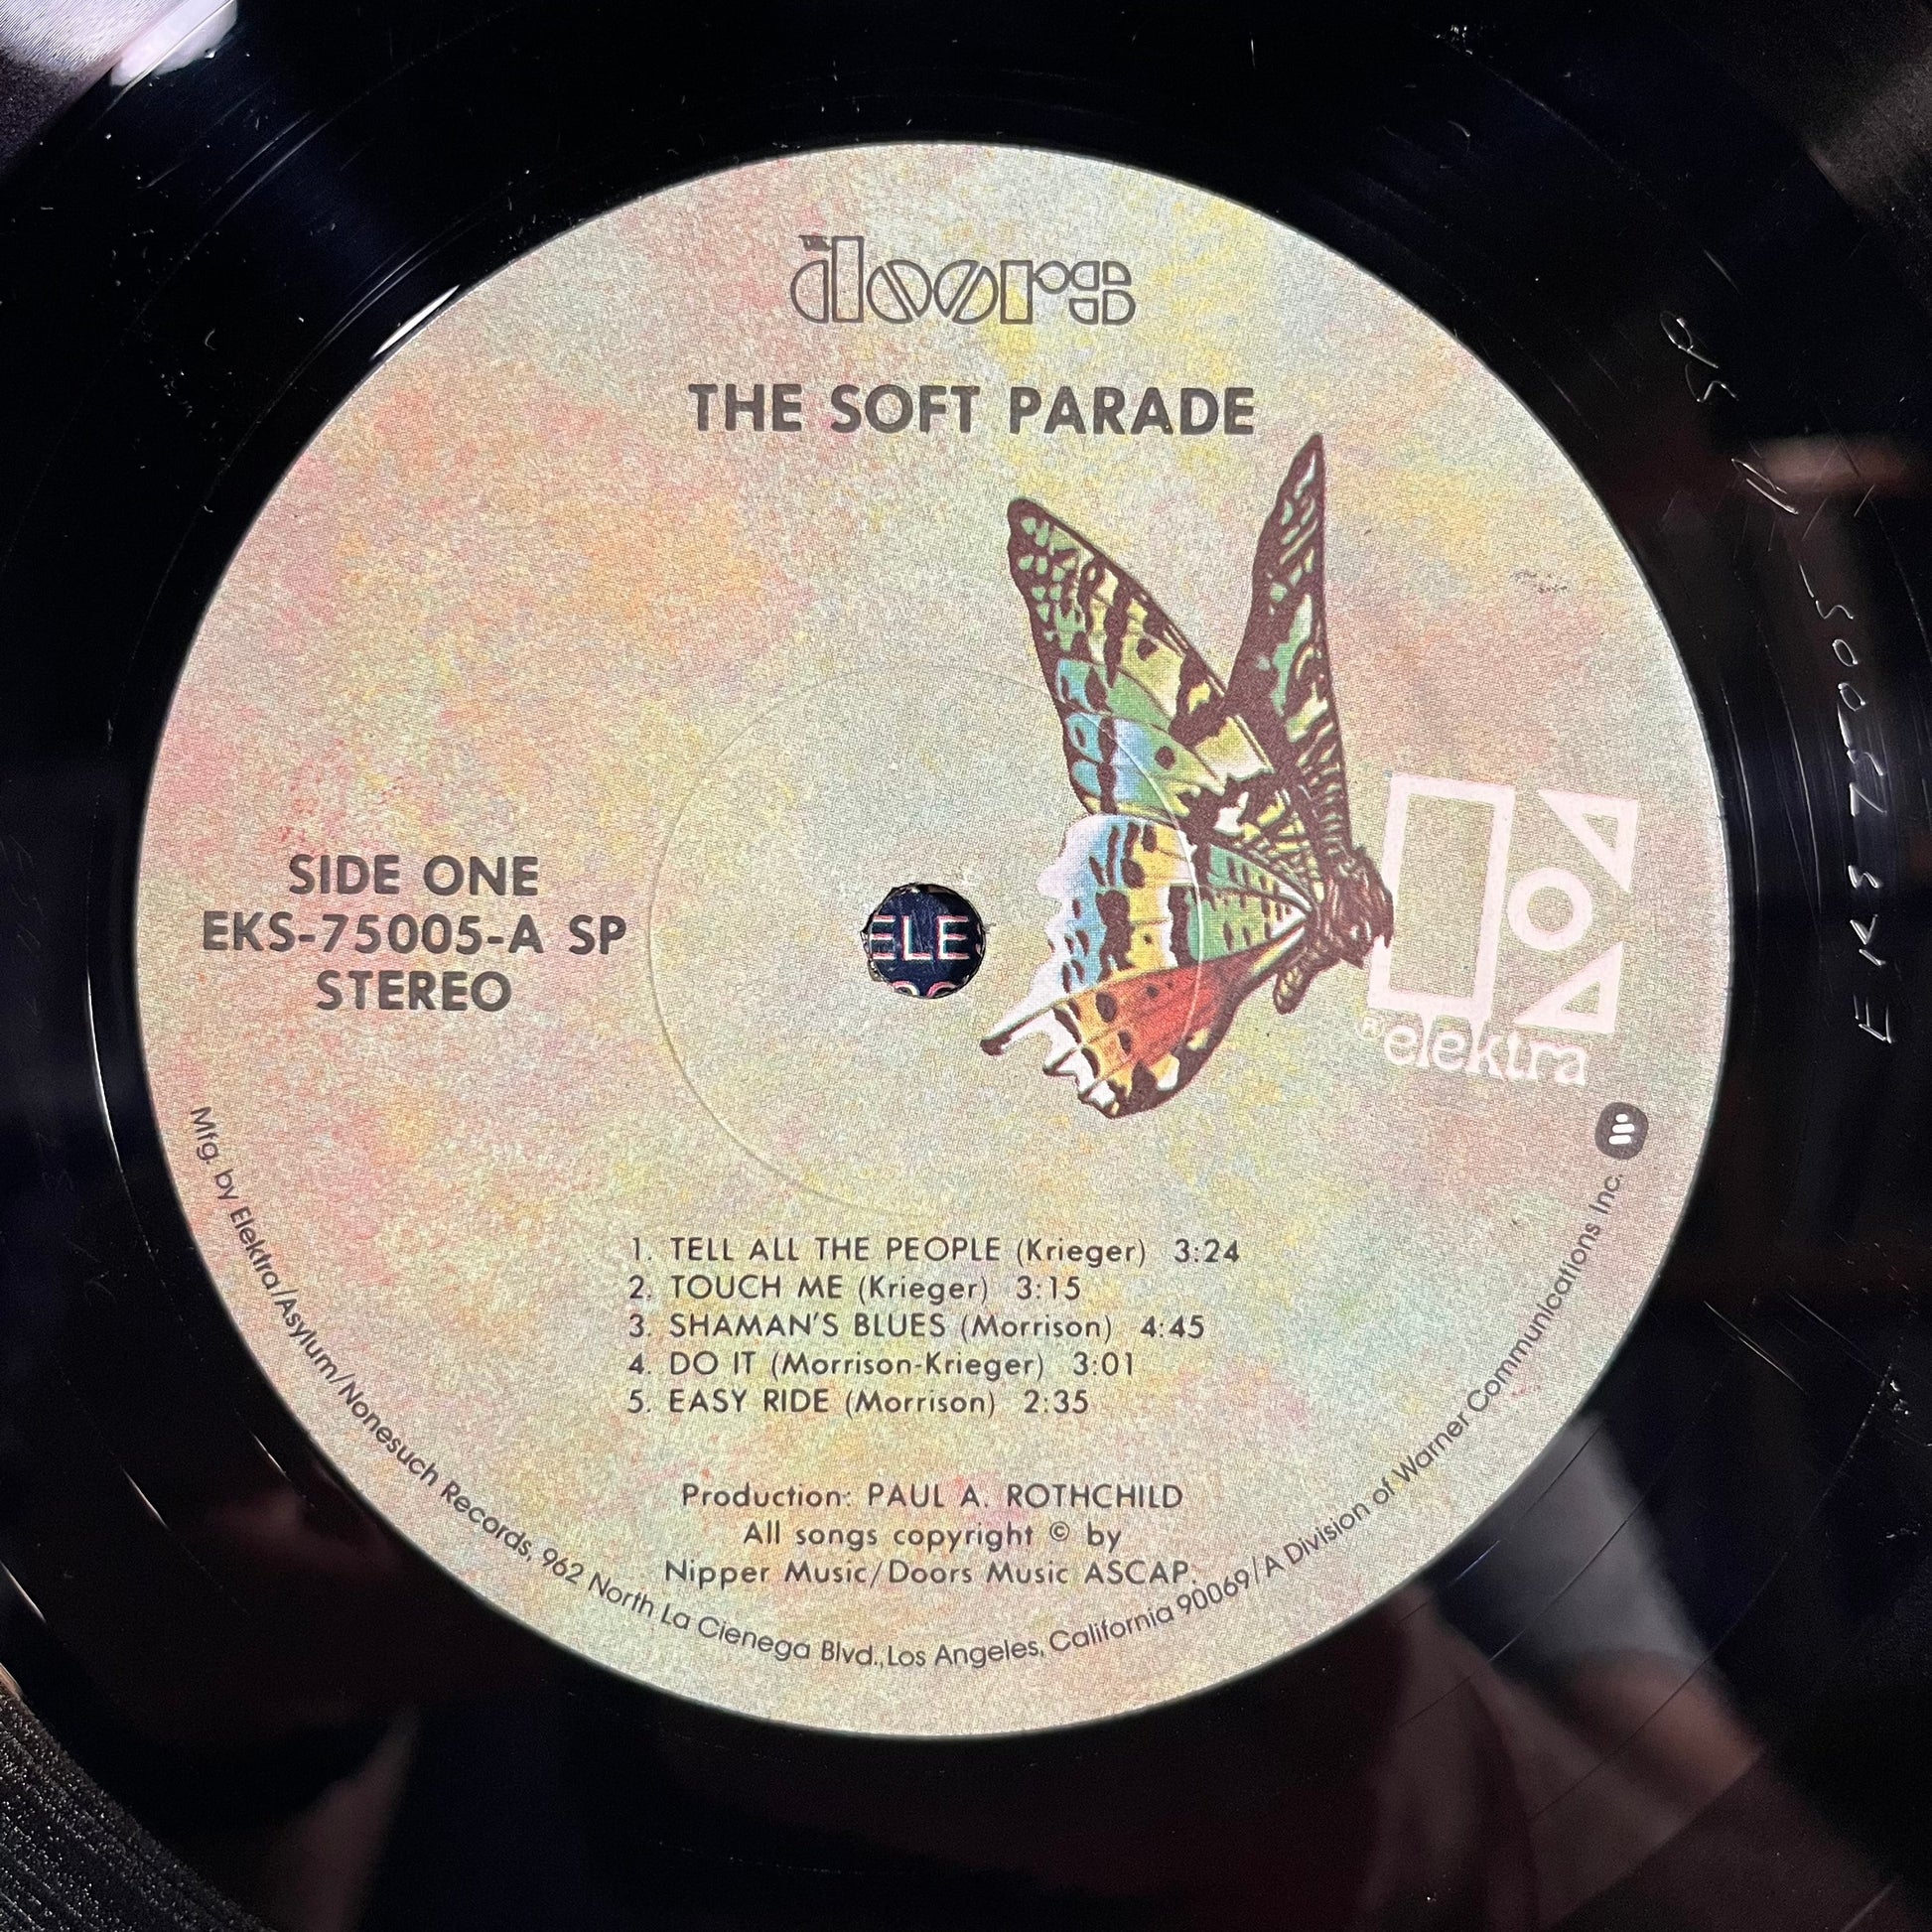 THE doors
THE SOFT PARADE
SIDE ONE
EKS-75005-A SP
STEREO
ELE
elektra
1. TELL ALL THE PEOPLE (Krieger) 3:24
2. TOUCH ME (Krieger) 3:15
3. SHAMAN'S BLUES (Morrison) 4:45
4. DO IT (Morrison-Krieger) 3:01
5. EASY RIDE (Morrison) 2:35
Production: PAUL A. ROTHCHILD
All songs copyright © by
Nipper Music/Doors Music ASCAP.
Mfg. by Elektra/Asylum/Nonesuch Records, 962 North La Cienega Blvd., Los Angeles, California 90069/A Division of Warner Communications Inc.
EKS 75005
SP